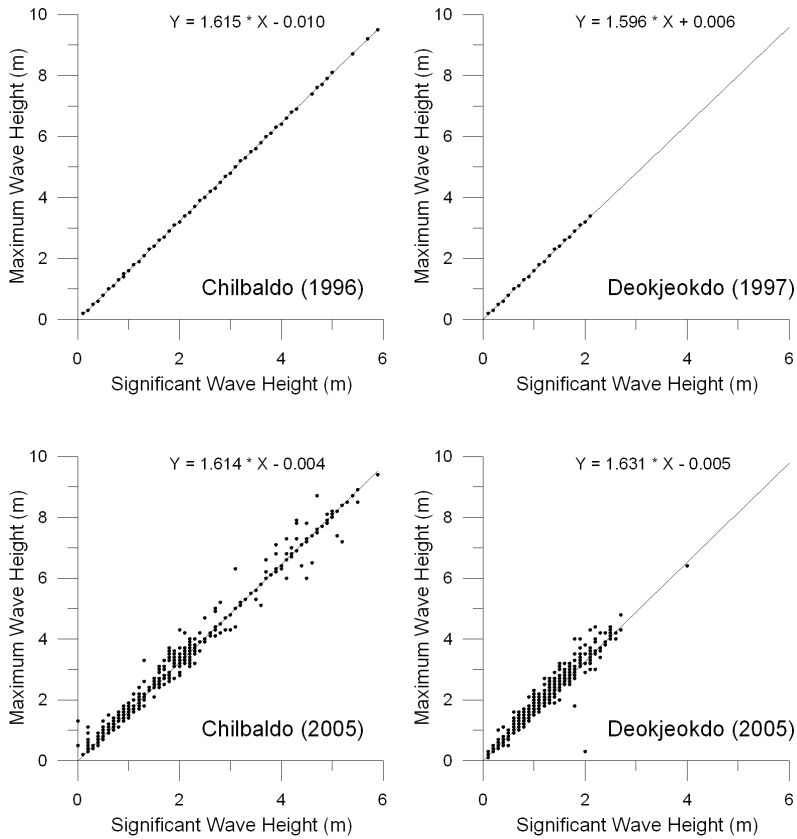 Y = 1.615 * X - 0.010
Maximum Wave Height (m)
10
8
6
4
2
0
Chilbaldo (1996)
0 2 4 6
Significant Wave Height (m)
Y = 1.596 * X + 0.006
Maximum Wave Height (m)
10
8
6
4
2
0
Deokjeokdo (1997)
0 2 4 6
Significant Wave Height (m)
Y = 1.614 * X - 0.004
Maximum Wave Height (m)
10
8
6
4
2
0
Chilbaldo (2005)
0 2 4 6
Significant Wave Height (m)
Y = 1.631 * X - 0.005
Maximum Wave Height (m)
10
8
6
4
2
0
Deokjeokdo (2005)
0 2 4 6
Significant Wave Height (m)